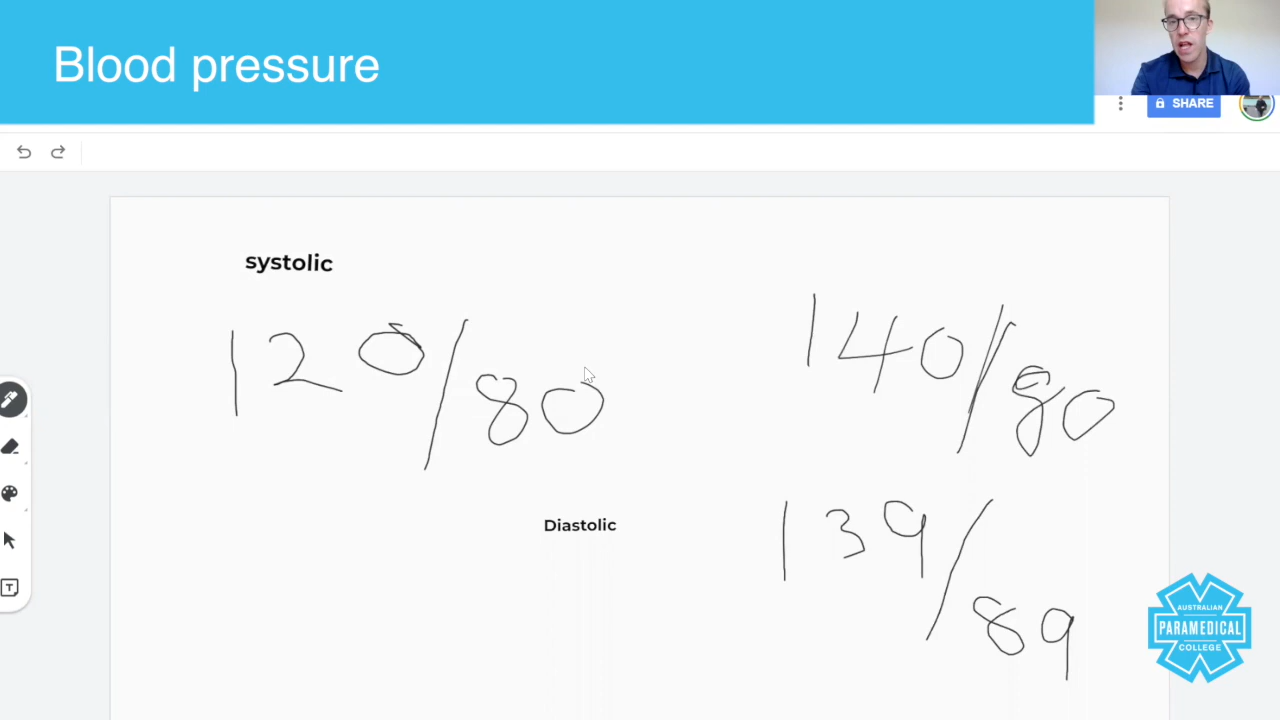 Blood pressure
SHARE
systolic
120/80
140/80
139/89
Diastolic
T
AUSTRALIAN
PARAMEDICAL
COLLEGE